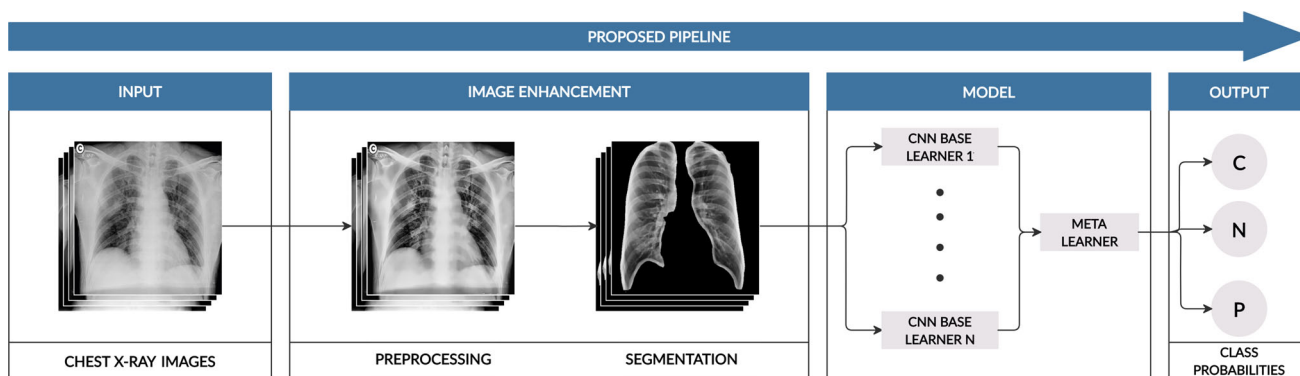 PROPOSED PIPELINE
INPUT
IMAGE ENHANCEMENT
MODEL
OUTPUT
C
C
CNN BASE
LEARNER 1
META
LEARNER
CNN BASE
LEARNER N
C
N
P
CHEST X-RAY IMAGES
PREPROCESSING
SEGMENTATION
CLASS
PROBABILITIES